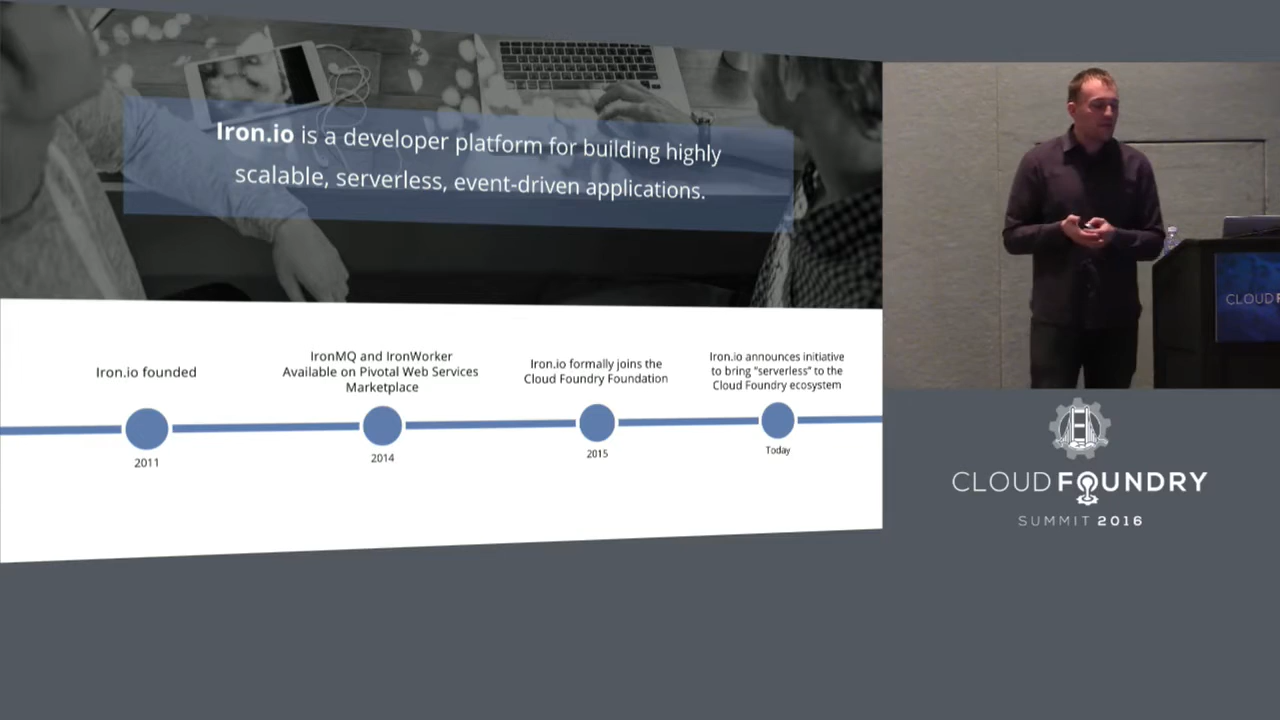 Iron.io is a developer platform for building highly
scalable, serverless, event-driven applications.
Iron.io founded
2011
IronMQ and IronWorker
Available on Pivotal Web Services
Marketplace
2014
Iron.io formally joins the
Cloud Foundry Foundation
2015
Iron.io announces initiative
to bring “serverless” to the
Cloud Foundry ecosystem
Today
CLOUD F
CLOUD FOUNDRY
SUMMIT 2016